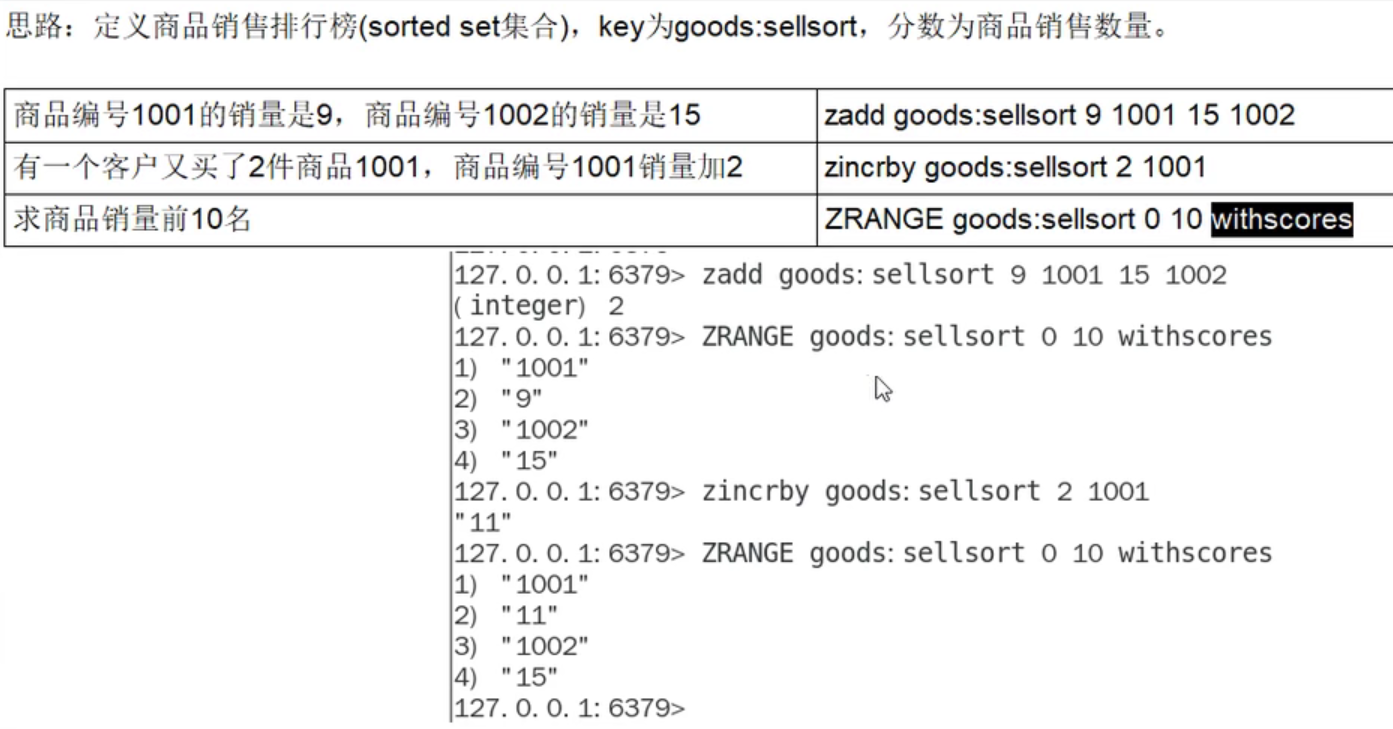 思路：定义商品销售排行榜(sorted set集合)，key为goods:sellsort，分数为商品销售数量。
商品编号1001的销量是9，商品编号1002的销量是15
zadd goods:sellsort 9 1001 15 1002
有一个客户又买了2件商品1001，商品编号1001销量加2
zincrby goods:sellsort 2 1001
求商品销量前10名
ZRANGE goods:sellsort 0 10 withscores
127.0.0.1:6379> zadd goods:sellsort 9 1001 15 1002
(integer) 2
127.0.0.1:6379> ZRANGE goods:sellsort 0 10 withscores
1) "1001"
2) "9"
3) "1002"
4) "15"
127.0.0.1:6379> zincrby goods:sellsort 2 1001
"11"
127.0.0.1:6379> ZRANGE goods:sellsort 0 10 withscores
1) "1001"
2) "11"
3) "1002"
4) "15"
127.0.0.1:6379>